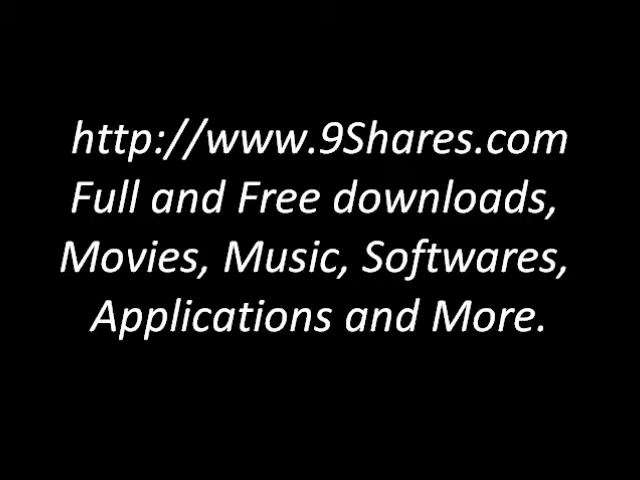 http://www.9Shares.com
Full and Free downloads,
Movies, Music, Softwares,
Applications and More.